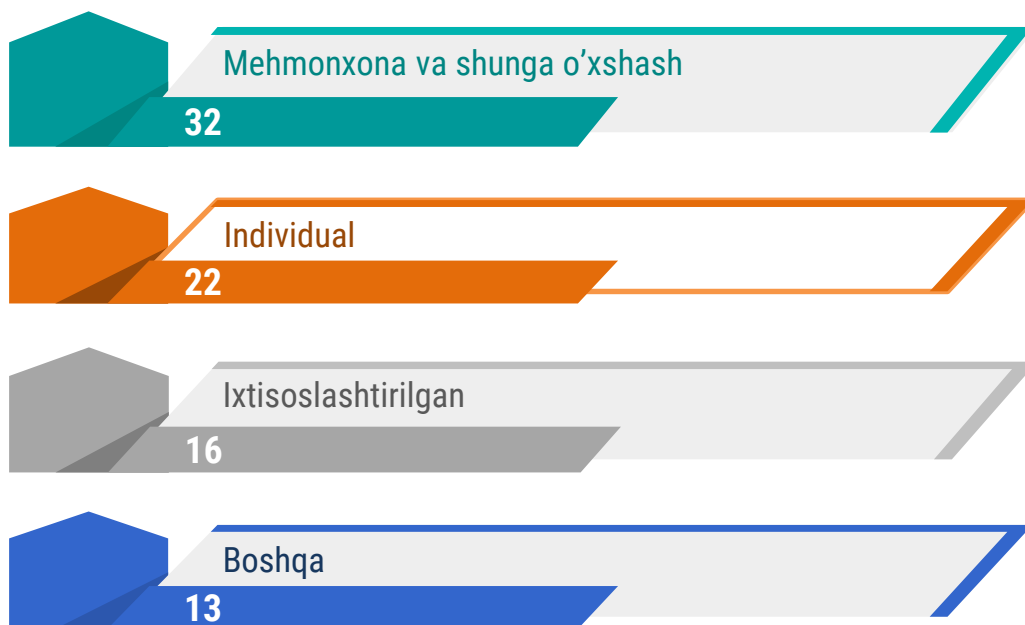 Mehmonxona va shunga o’xshash
32
Individual
22
Ixtisoslashtirilgan
16
Boshqa
13